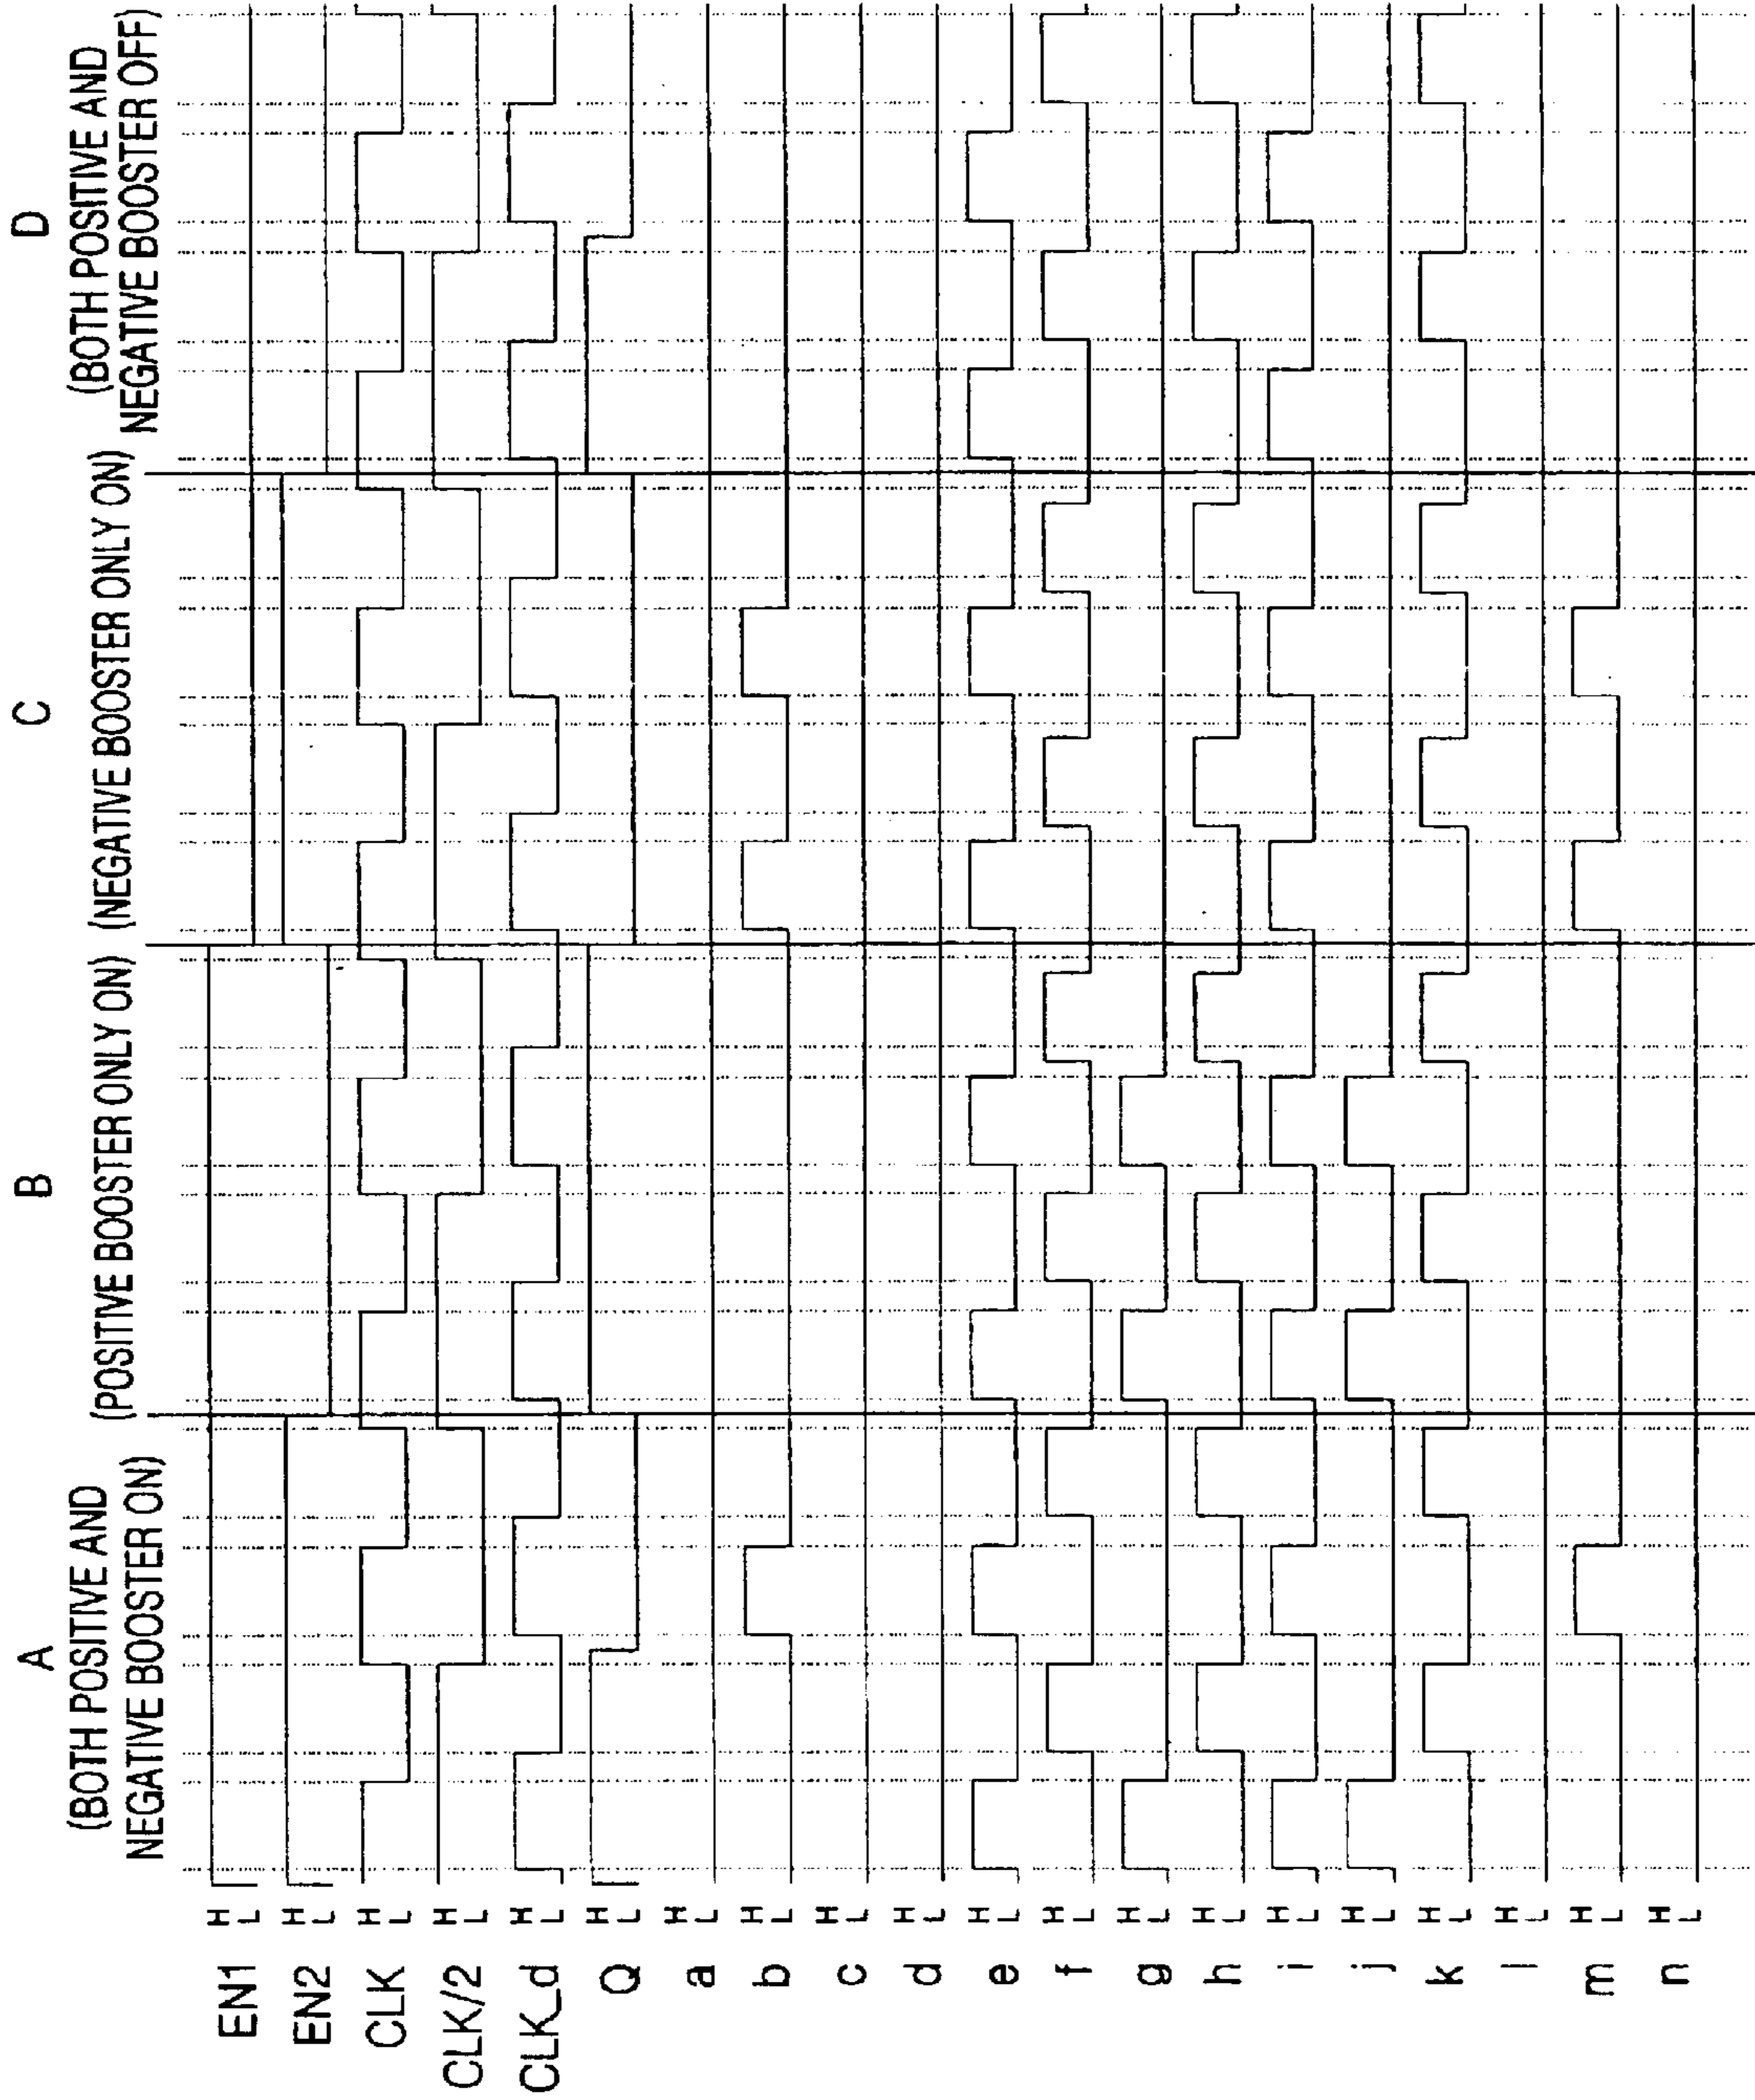 A
(BOTH POSITIVE AND
NEGATIVE BOOSTER ON)
B
(POSITIVE BOOSTER ONLY ON)
C
(NEGATIVE BOOSTER ONLY ON)
D
(BOTH POSITIVE AND
NEGATIVE BOOSTER OFF)
EN1 H L
EN2 H L
CLK H L
CLK/2 H L
CLK_d H L
Q H L
a H L
b H L
c H L
d H L
e H L
f H L
g H L
h H L
i H L
j H L
k H L
l H L
m H L
n H L